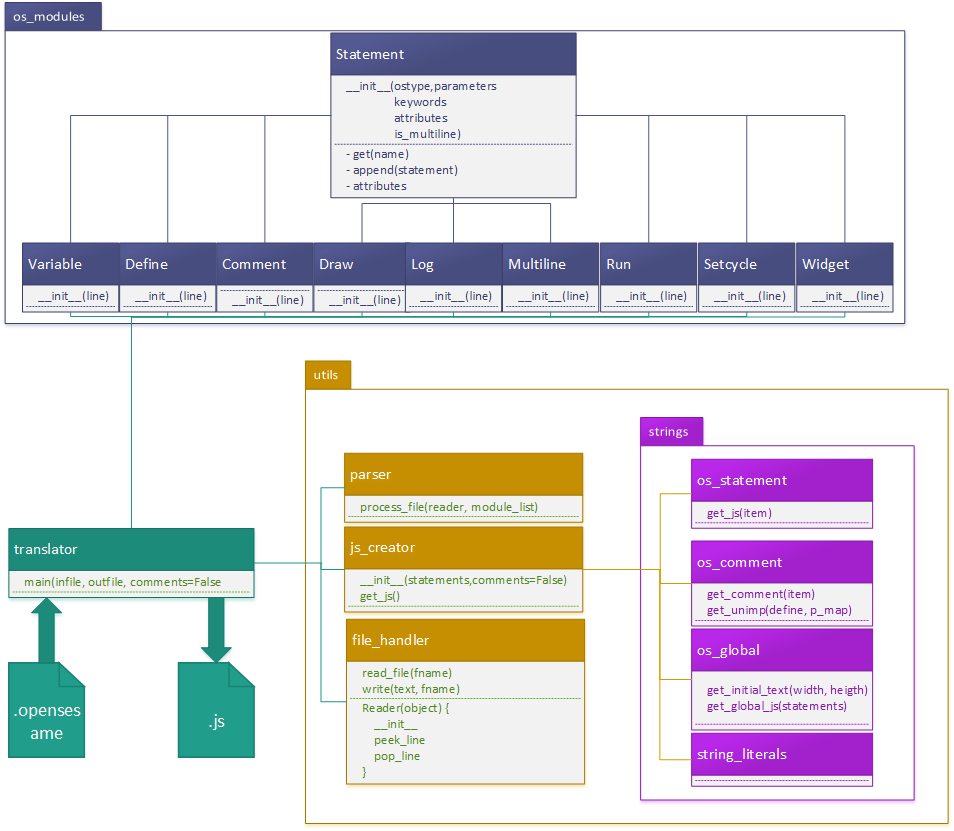 os_modules
Statement
__init__(ostype,parameters
keywords
attributes
is_multiline)
- get(name)
- append(statement)
- attributes
Variable
__init__(line)
Define
__init__(line)
Comment
__init__(line)
Draw
__init__(line)
Log
__init__(line)
Multiline
__init__(line)
Run
__init__(line)
Setcycle
__init__(line)
Widget
__init__(line)
utils
parser
process_file(reader, module_list)
js_creator
__init__(statements,comments=False)
get_js()
file_handler
read_file(fname)
write(text, fname)
Reader(object) {
__init__
peek_line
pop_line
}
strings
os_statement
get_js(item)
os_comment
get_comment(item)
get_unimp(define, p_map)
os_global
get_initial_text(width, heigth)
get_global_js(statements)
string_literals
translator
main(infile, outfile, comments=False
.openses
ame
.js